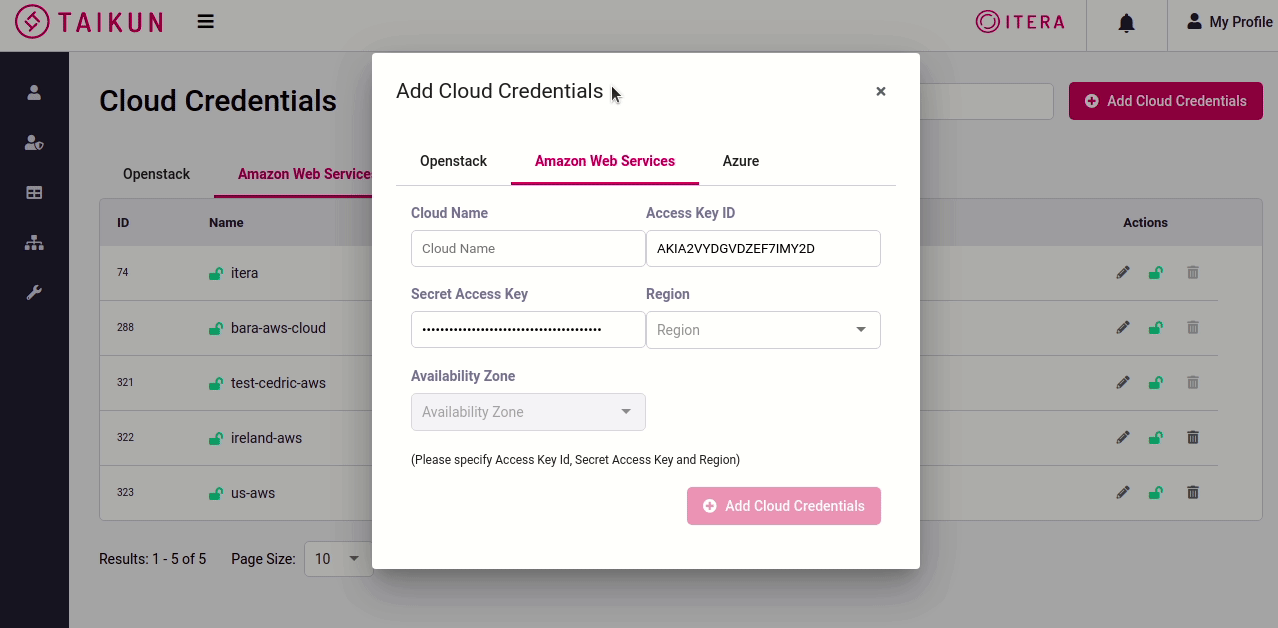 TAIKUN
ITERA
My Profile
Cloud Credentials
Add Cloud Credentials
Openstack
Amazon Web Services
ID
Name
Actions
74
itera
288
bara-aws-cloud
321
test-cedric-aws
322
ireland-aws
323
us-aws
Results: 1 - 5 of 5
Page Size:
10
Add Cloud Credentials
×
Openstack
Amazon Web Services
Azure
Cloud Name
Access Key ID
Cloud Name
AKIA2VYDGVDZEF7IMY2D
Secret Access Key
Region
••••••••••••••••••••••••••••••••••••••••
Region
Availability Zone
Availability Zone
(Please specify Access Key Id, Secret Access Key and Region)
Add Cloud Credentials